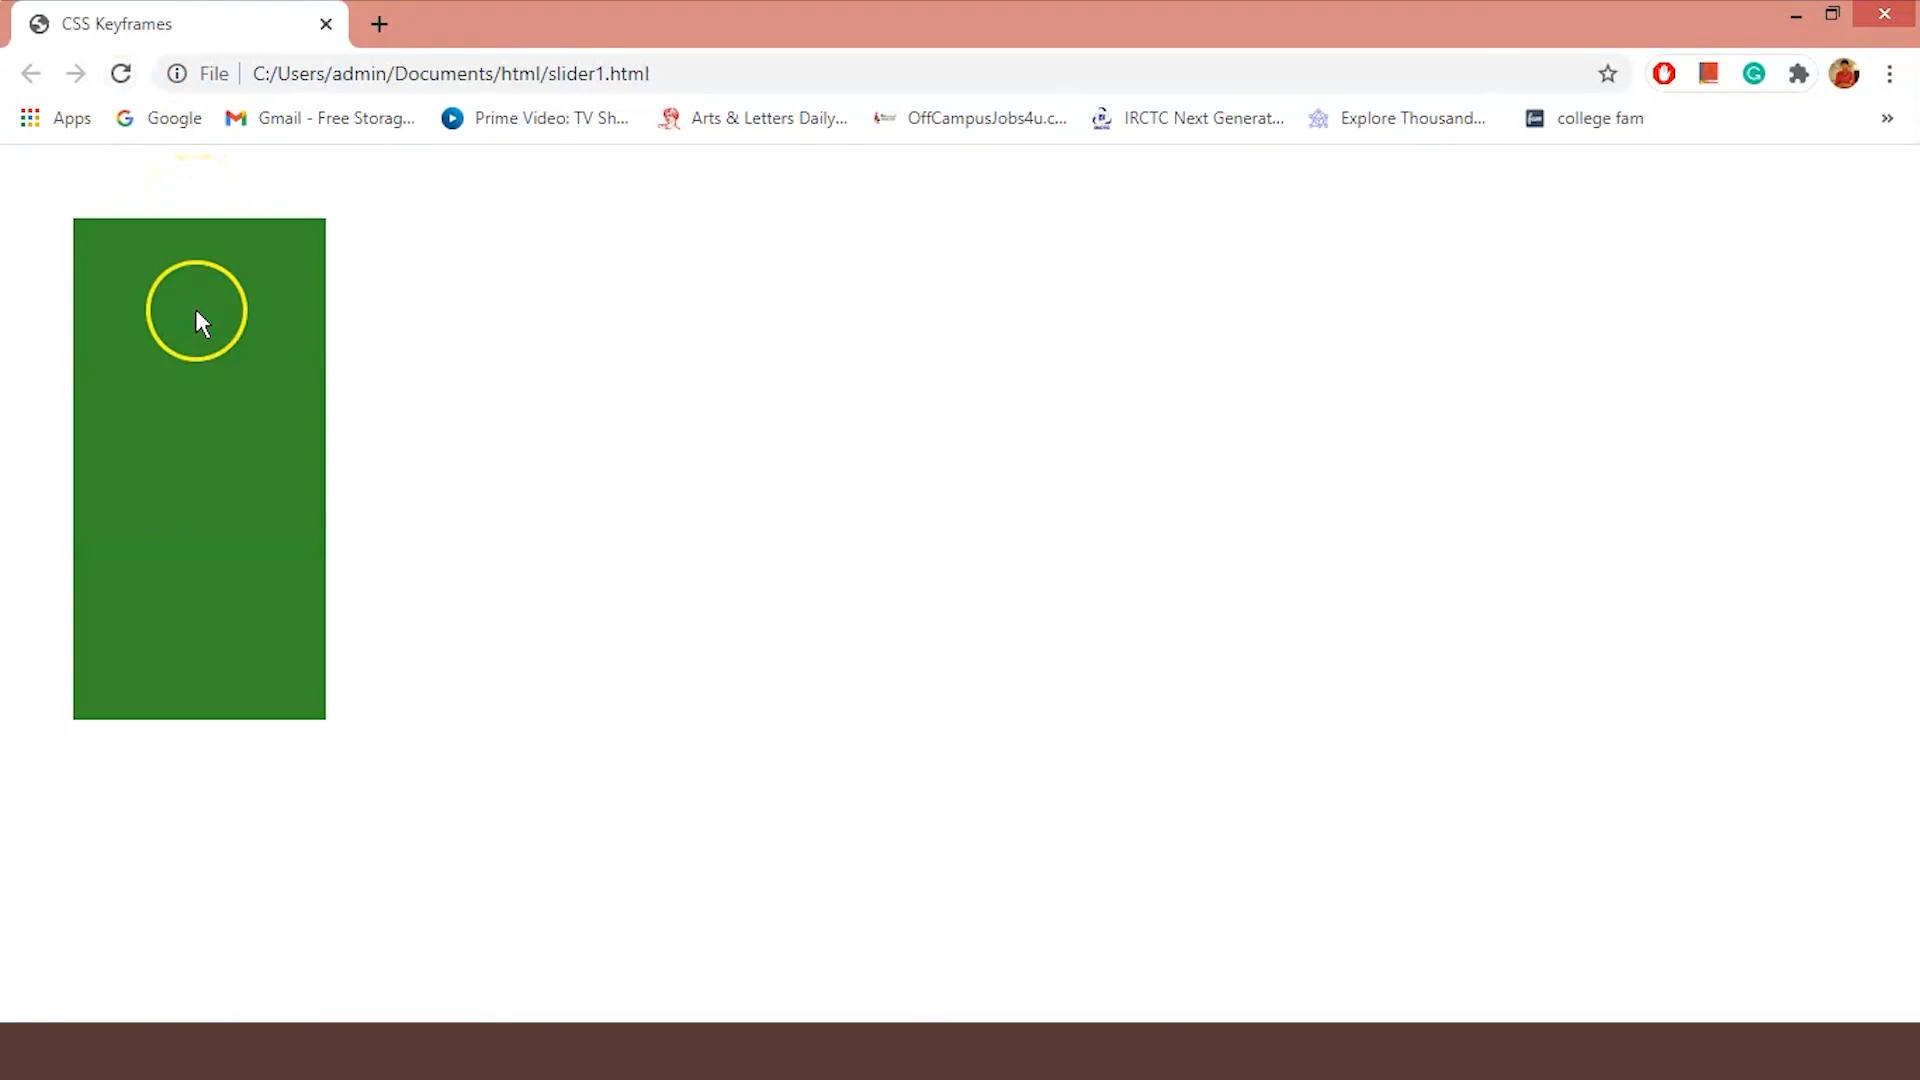 CSS Keyframes
File C:/Users/admin/Documents/html/slider1.html
Apps Google Gmail - Free Storag... Prime Video: TV Sh... Arts & Letters Daily... OffCampusJobs4u.c... IRCTC Next Generat... Explore Thousand... college fam